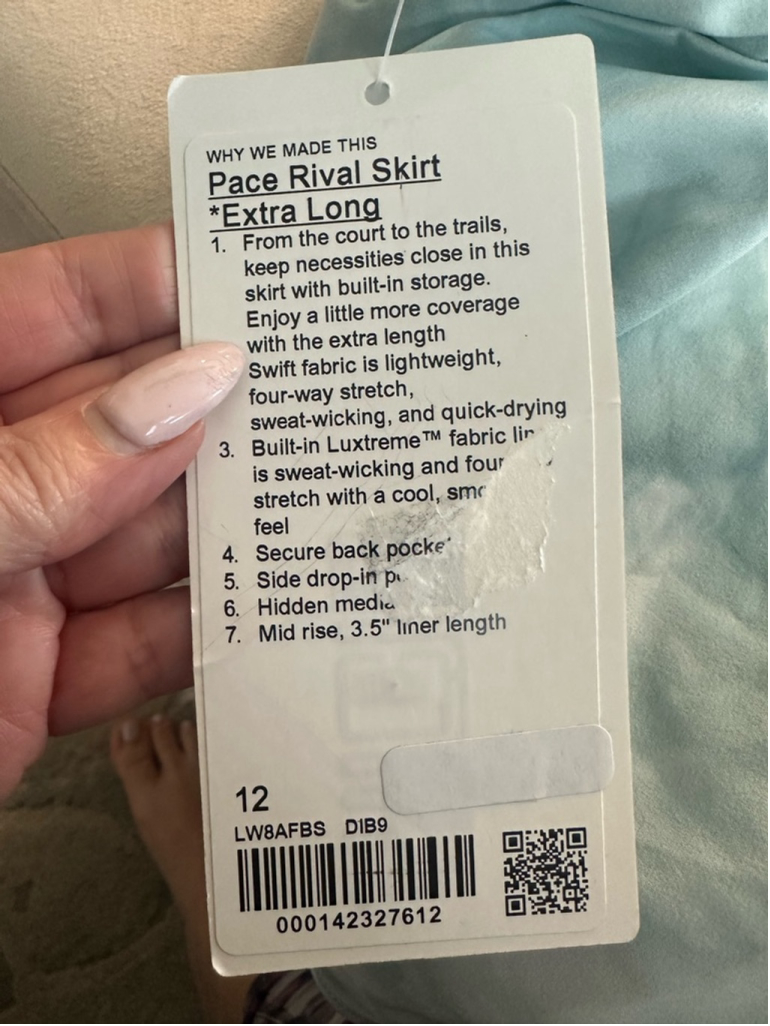 WHY WE MADE THIS
Pace Rival Skirt
*Extra Long
1. From the court to the trails,
keep necessities close in this
skirt with built-in storage.
Enjoy a little more coverage
with the extra length
Swift fabric is lightweight,
four-way stretch,
sweat-wicking, and quick-drying
3. Built-in Luxtreme™ fabric
is sweat-wicking and
stretch with a cool,
feel
4. Secure back
5. Side drop-in
6. Hidden
7. Mid rise, 3.5" liner length
12
LW8AFBS DIB9
000142327612